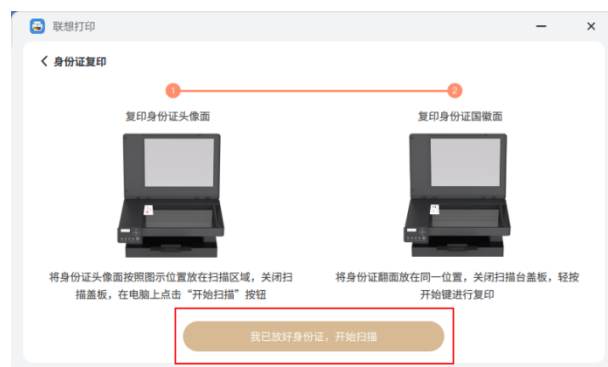 联想打印
身份证复印
1
2
复印身份证头像面
复印身份证国徽面
将身份证头像面按照图示位置放在扫描区域，关闭扫
描盖板，在电脑上点击“开始扫描”按钮
将身份证翻面放在同一位置，关闭扫描台盖板，轻按
开始键进行复印
我已放好身份证，开始扫描